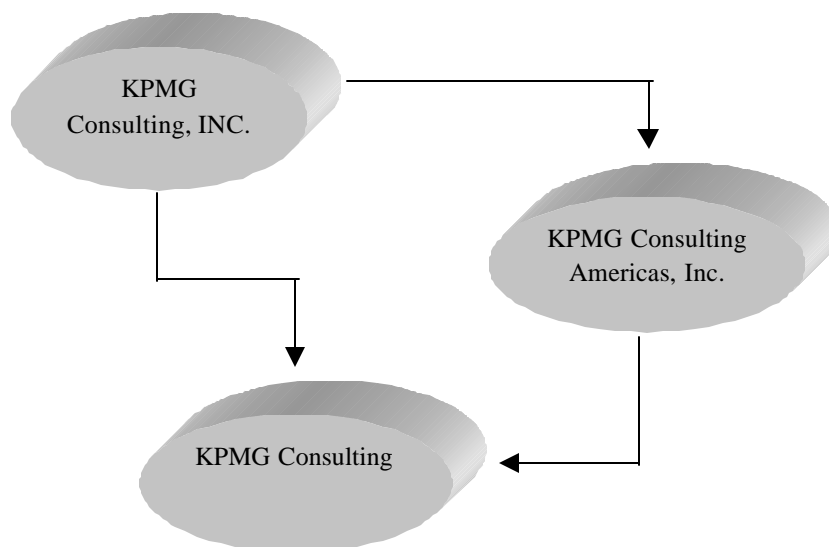 KPMG
Consulting, INC.
KPMG Consulting
Americas, Inc.
KPMG Consulting